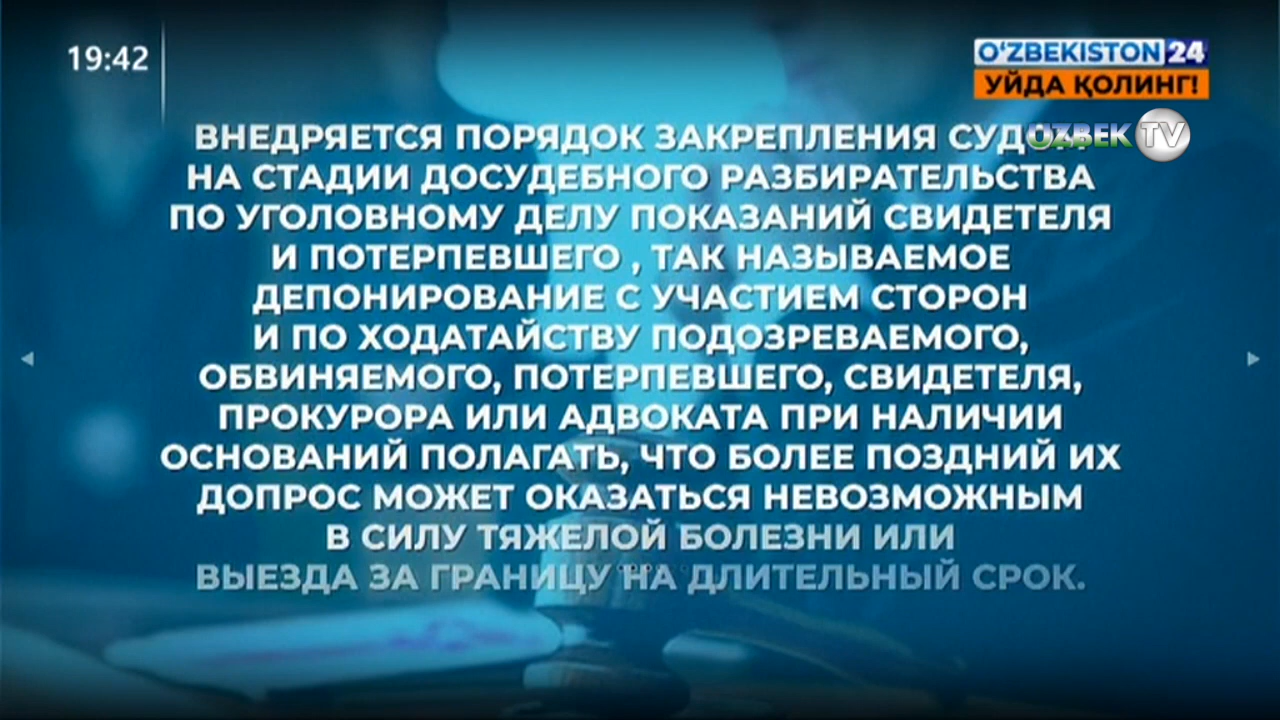 19:42
O‘ZBEKISTON 24
УЙДА ҚОЛИНГ!
UZBEK TV
ВНЕДРЯЕТСЯ ПОРЯДОК ЗАКРЕПЛЕНИЯ
НА СТАДИИ ДОСУДЕБНОГО РАЗБИРАТЕЛЬСТВА
ПО УГОЛОВНОМУ ДЕЛУ ПОКАЗАНИЙ СВИДЕТЕЛЯ
И ПОТЕРПЕВШЕГО , ТАК НАЗЫВАЕМОЕ
ДЕПОНИРОВАНИЕ С УЧАСТИЕМ СТОРОН
И ПО ХОДАТАЙСТВУ ПОДОЗРЕВАЕМОГО,
ОБВИНЯЕМОГО, ПОТЕРПЕВШЕГО, СВИДЕТЕЛЯ,
ПРОКУРОРА ИЛИ АДВОКАТА ПРИ НАЛИЧИИ
ОСНОВАНИЙ ПОЛАГАТЬ, ЧТО БОЛЕЕ ПОЗДНИЙ ИХ
ДОПРОС МОЖЕТ ОКАЗАТЬСЯ НЕВОЗМОЖНЫМ
В СИЛУ ТЯЖЕЛОЙ БОЛЕЗНИ ИЛИ
ВЫЕЗДА ЗА ГРАНИЦУ НА ДЛИТЕЛЬНЫЙ СРОК.